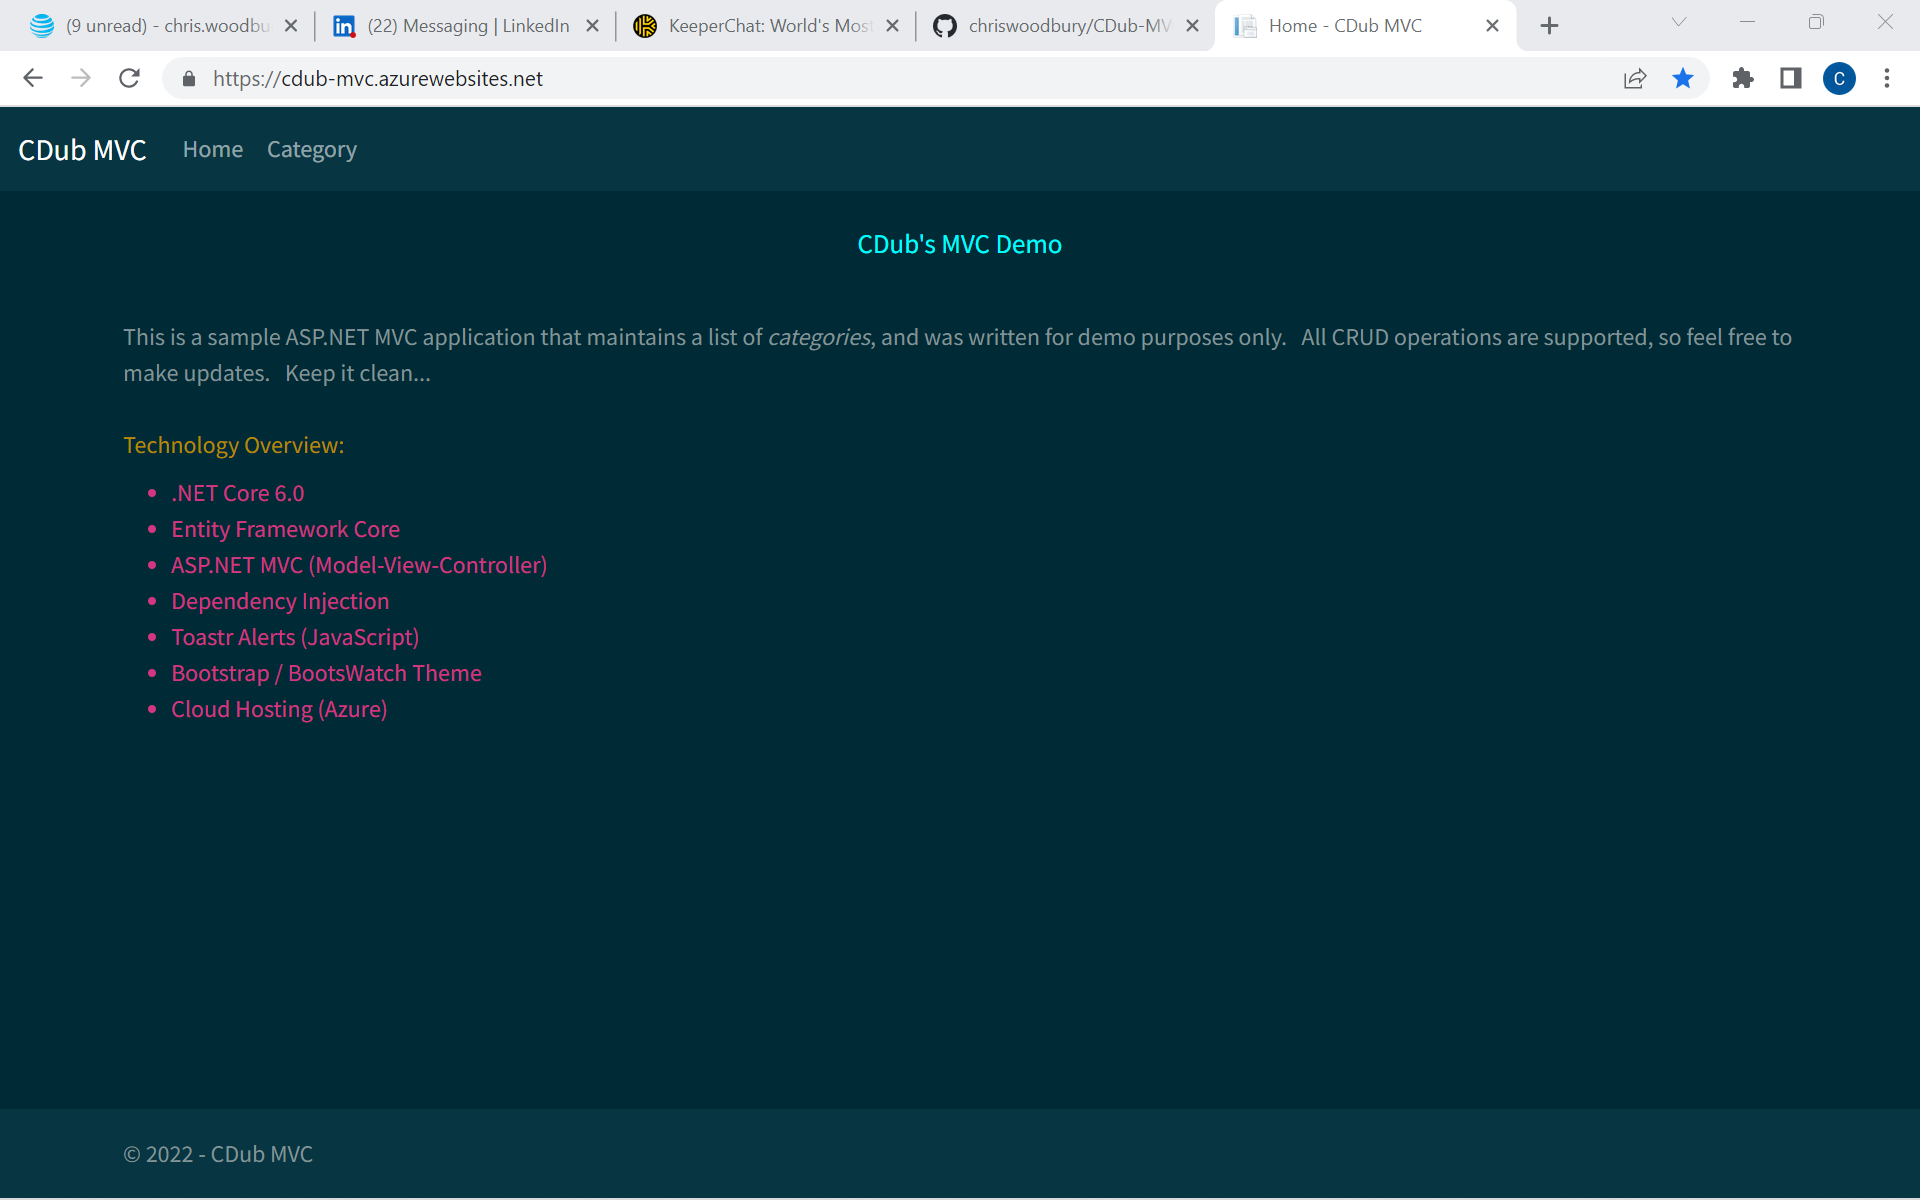 (9 unread) - chris.woodbu
(22) Messaging | LinkedIn
KeeperChat: World's Most
chriswoodbury/CDub-MV
Home - CDub MVC
https://cdub-mvc.azurewebsites.net
C
CDub MVC Home Category
CDub's MVC Demo
This is a sample ASP.NET MVC application that maintains a list of categories, and was written for demo purposes only. All CRUD operations are supported, so feel free to
make updates. Keep it clean...
Technology Overview:
• .NET Core 6.0
• Entity Framework Core
• ASP.NET MVC (Model-View-Controller)
• Dependency Injection
• Toastr Alerts (JavaScript)
• Bootstrap / BootsWatch Theme
• Cloud Hosting (Azure)
© 2022 - CDub MVC